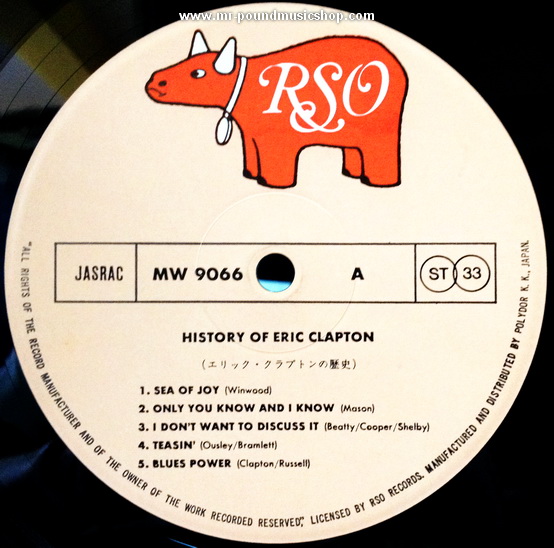 www.mr-poundmusicshop.com
RSO
JASRAC
MW 9066
A
ST 33
HISTORY OF ERIC CLAPTON
(エリック・クラプトンの歴史)
1. SEA OF JOY (Winwood)
2. ONLY YOU KNOW AND I KNOW (Mason)
3. I DON'T WANT TO DISCUSS IT (Beatty/Cooper/Shelby)
4. TEASIN' (Ousley/Bramlett)
5. BLUES POWER (Clapton/Russell)
"ALL RIGHTS OF THE RECORD MANUFACTURER AND OF THE OWNER OF THE WORK RECORDED RESERVED", LICENSED BY RSO RECORDS. MANUFACTURED AND DISTRIBUTED BY POLYDOR K. K., JAPAN.